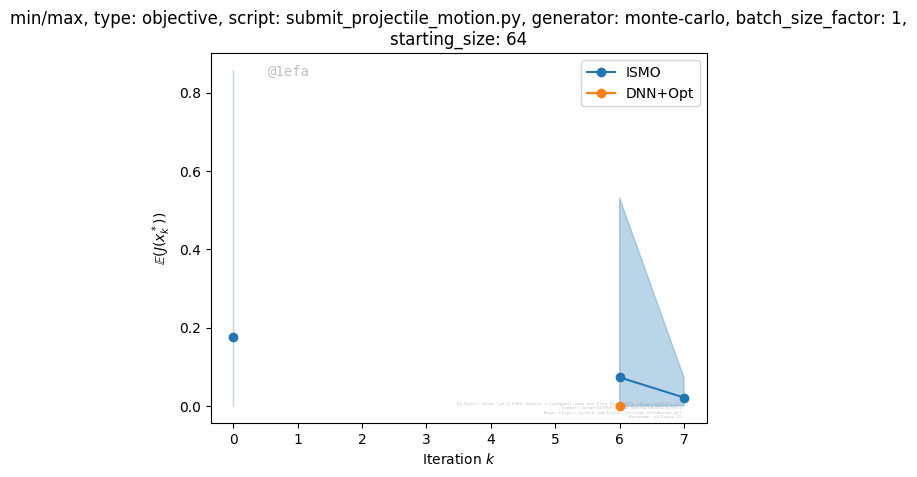 min/max, type: objective, script: submit_projectile_motion.py, generator: monte-carlo, batch_size_factor: 1,
starting_size: 64
@1efa
ISMO
DNN+Opt
0.8
0.6
0.4
0.2
0.0
𝔼(J(x_k^*))
0 1 2 3 4 5 6 7
Iteration k